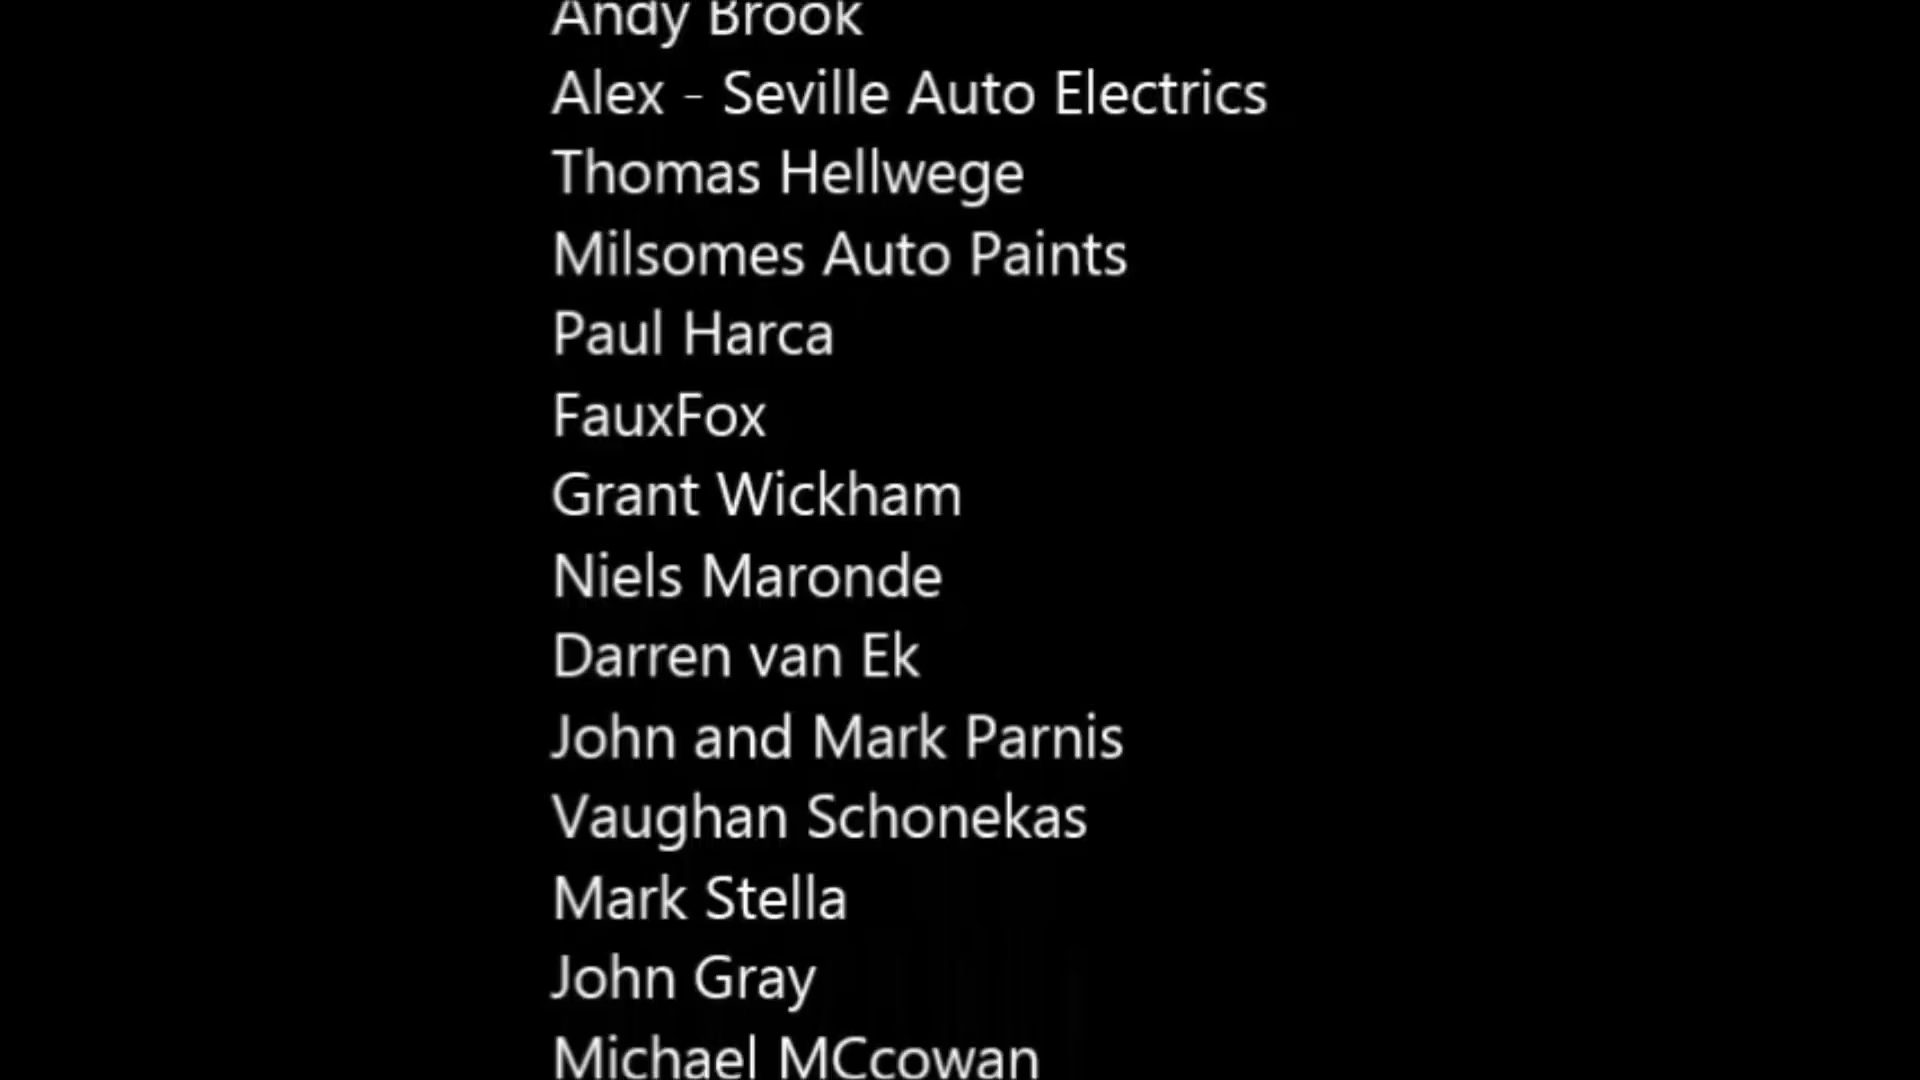 Andy Brook
Alex - Seville Auto Electrics
Thomas Hellwege
Milsomes Auto Paints
Paul Harca
FauxFox
Grant Wickham
Niels Maronde
Darren van Ek
John and Mark Parnis
Vaughan Schonekas
Mark Stella
John Gray
Michael MCcowan